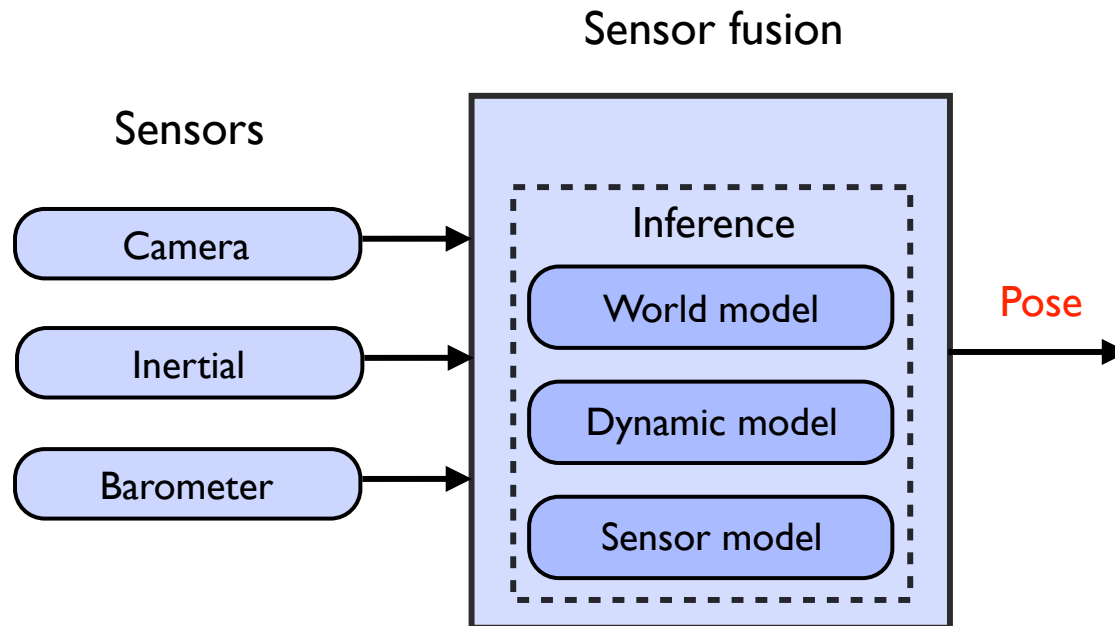 Sensor fusion
Sensors
Camera
Inertial
Barometer
Inference
World model
Dynamic model
Sensor model
Pose